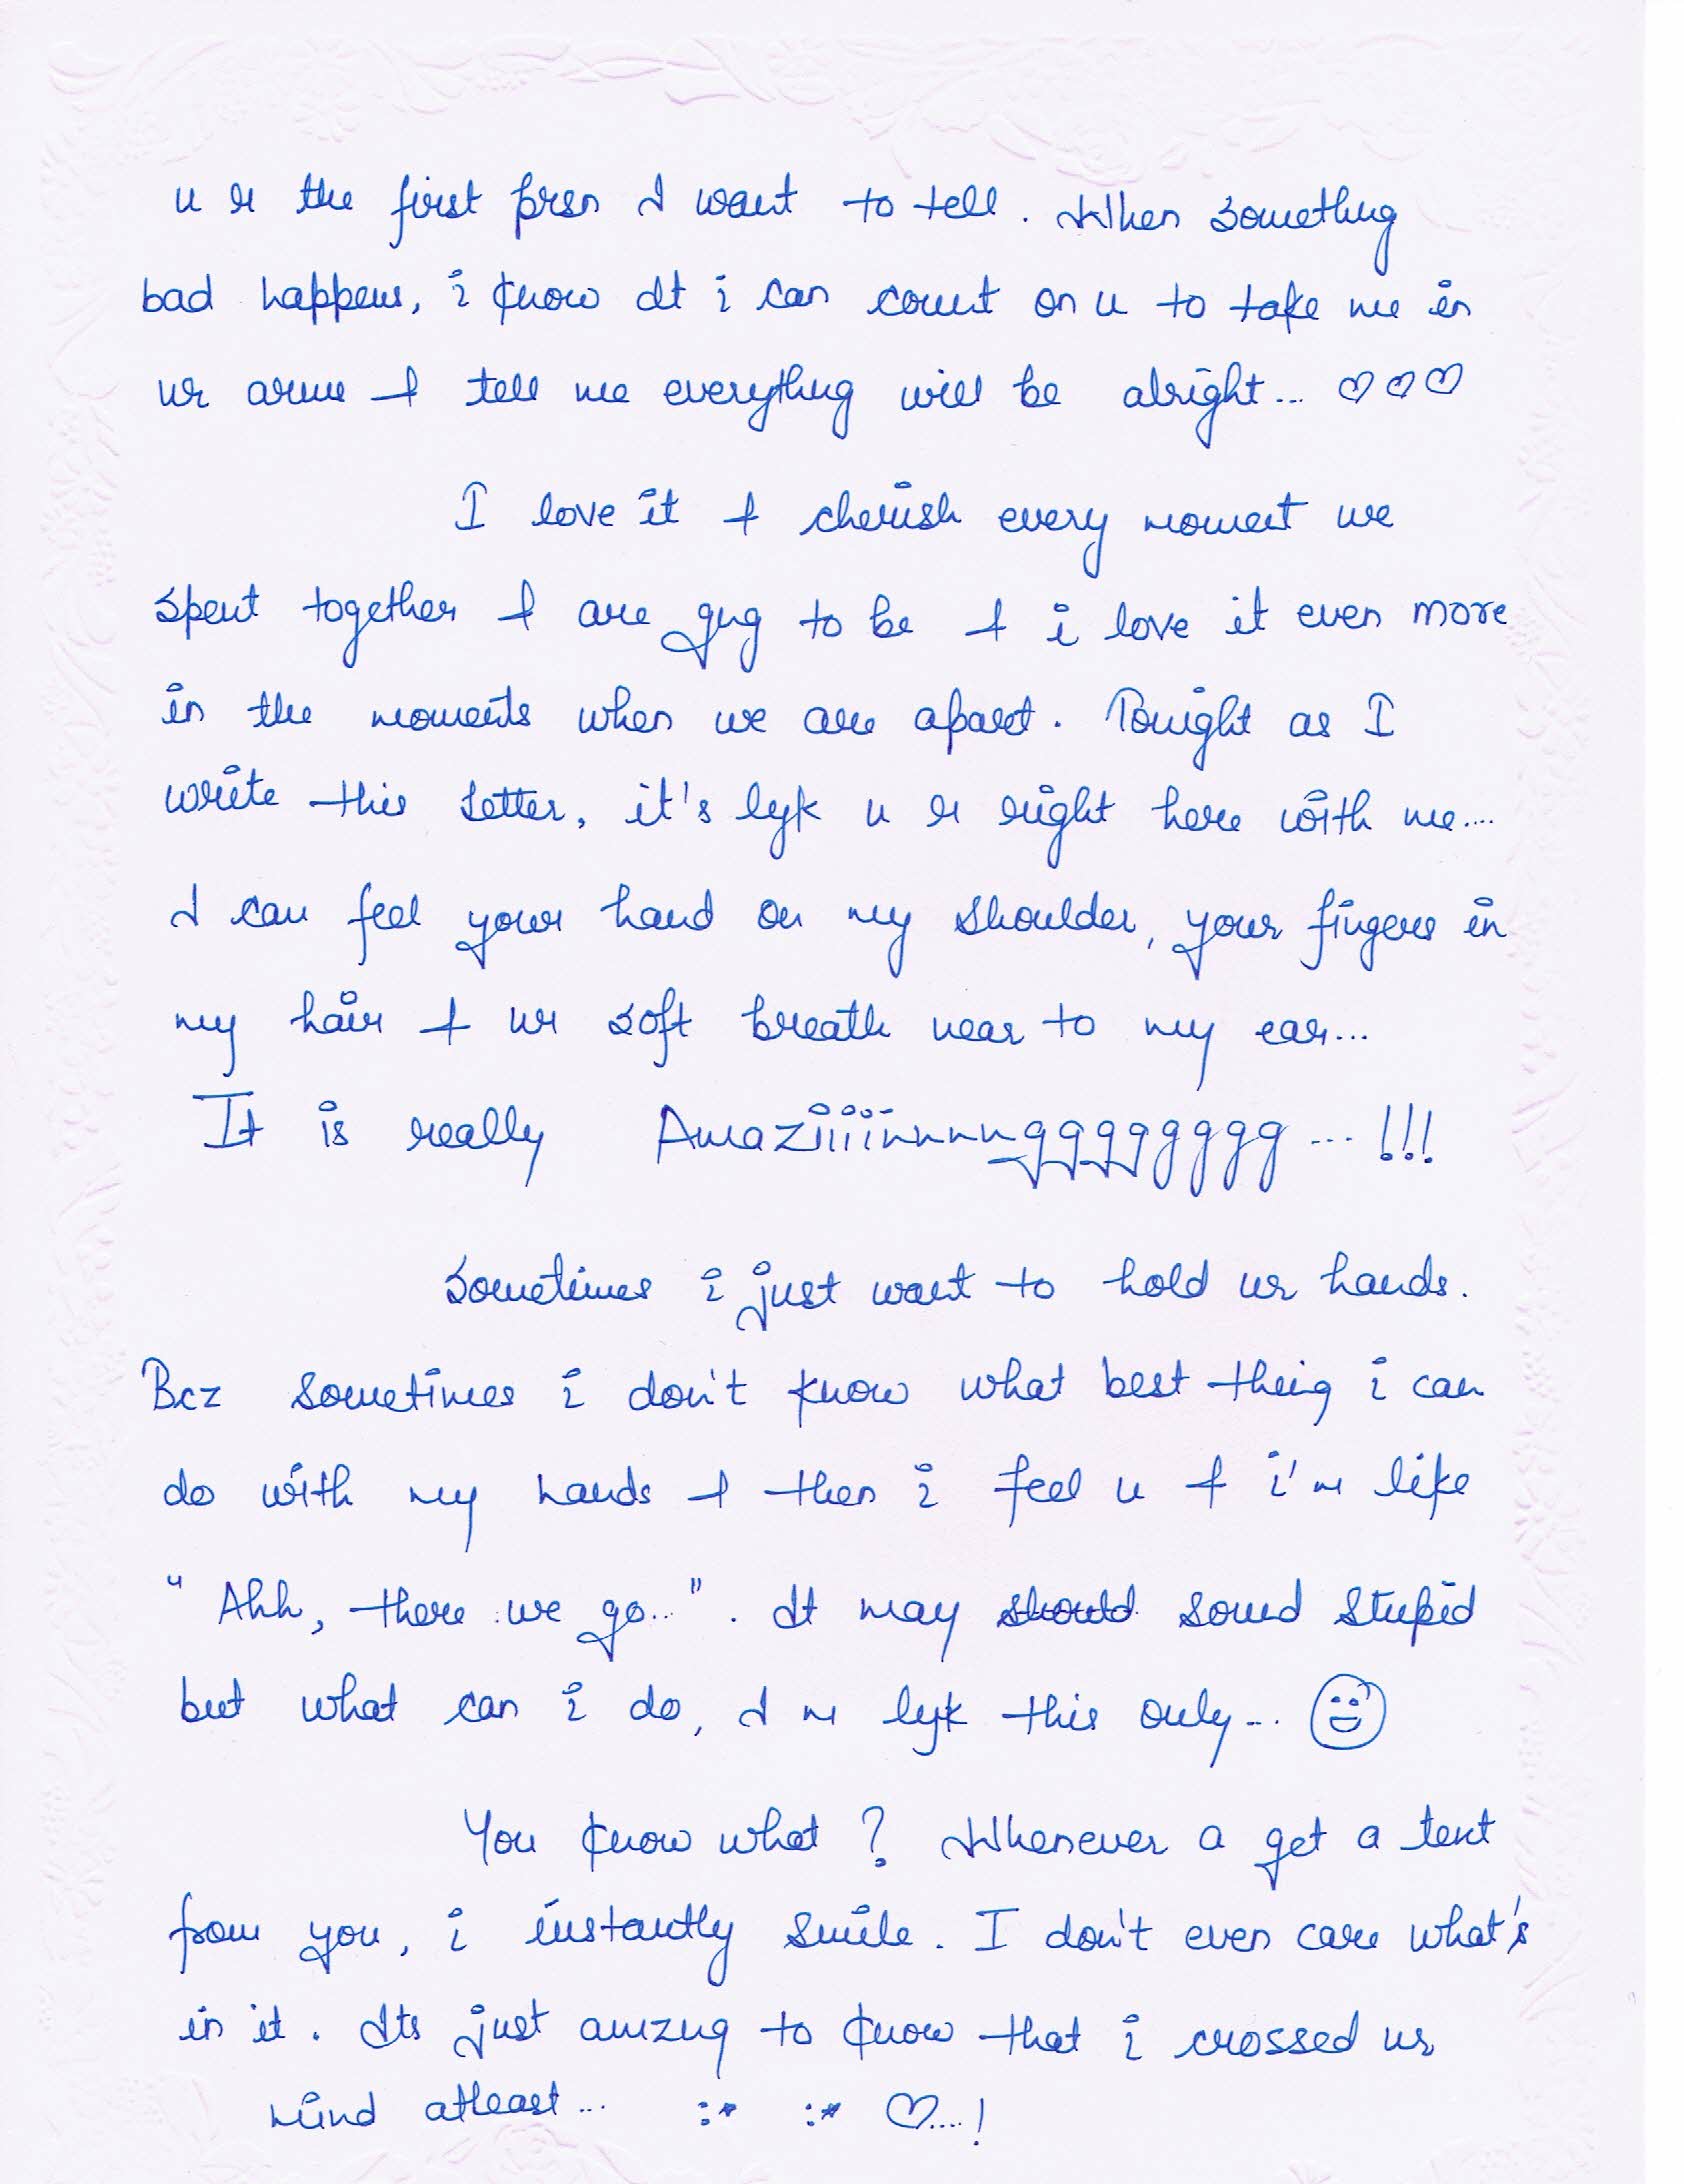 u r the first prsn I want to tell. When somethng
bad happens, i know dt i can count on u to take me in
ur arms & tell me everythng will be alright... ♡♡♡
I love it & cherish every moment we
spent together & are gng to be & i love it even more
in the moments when we are apart. Tonight as I
write this letter, it's lyk u r right here with me....
I can feel your hand on my shoulder, your fingers in
my hair & ur soft breath near to my ear...
It is really Amaziiiinnnnggggggggg ... !!!
Sometimes i just want to hold ur hands.
Bcz sometimes i don't know what best thing i can
do with my hands & then i feel u & i'm like
"Ahh, there we go..". It may should sound stupid
but what can i do, I m lyk this only... 😀
You know what? Whenever a get a text
from you, i instantly smile. I don't even care what's
in it. Its just amzng to know that i crossed ur
mind atleast... :* :* ♡....!